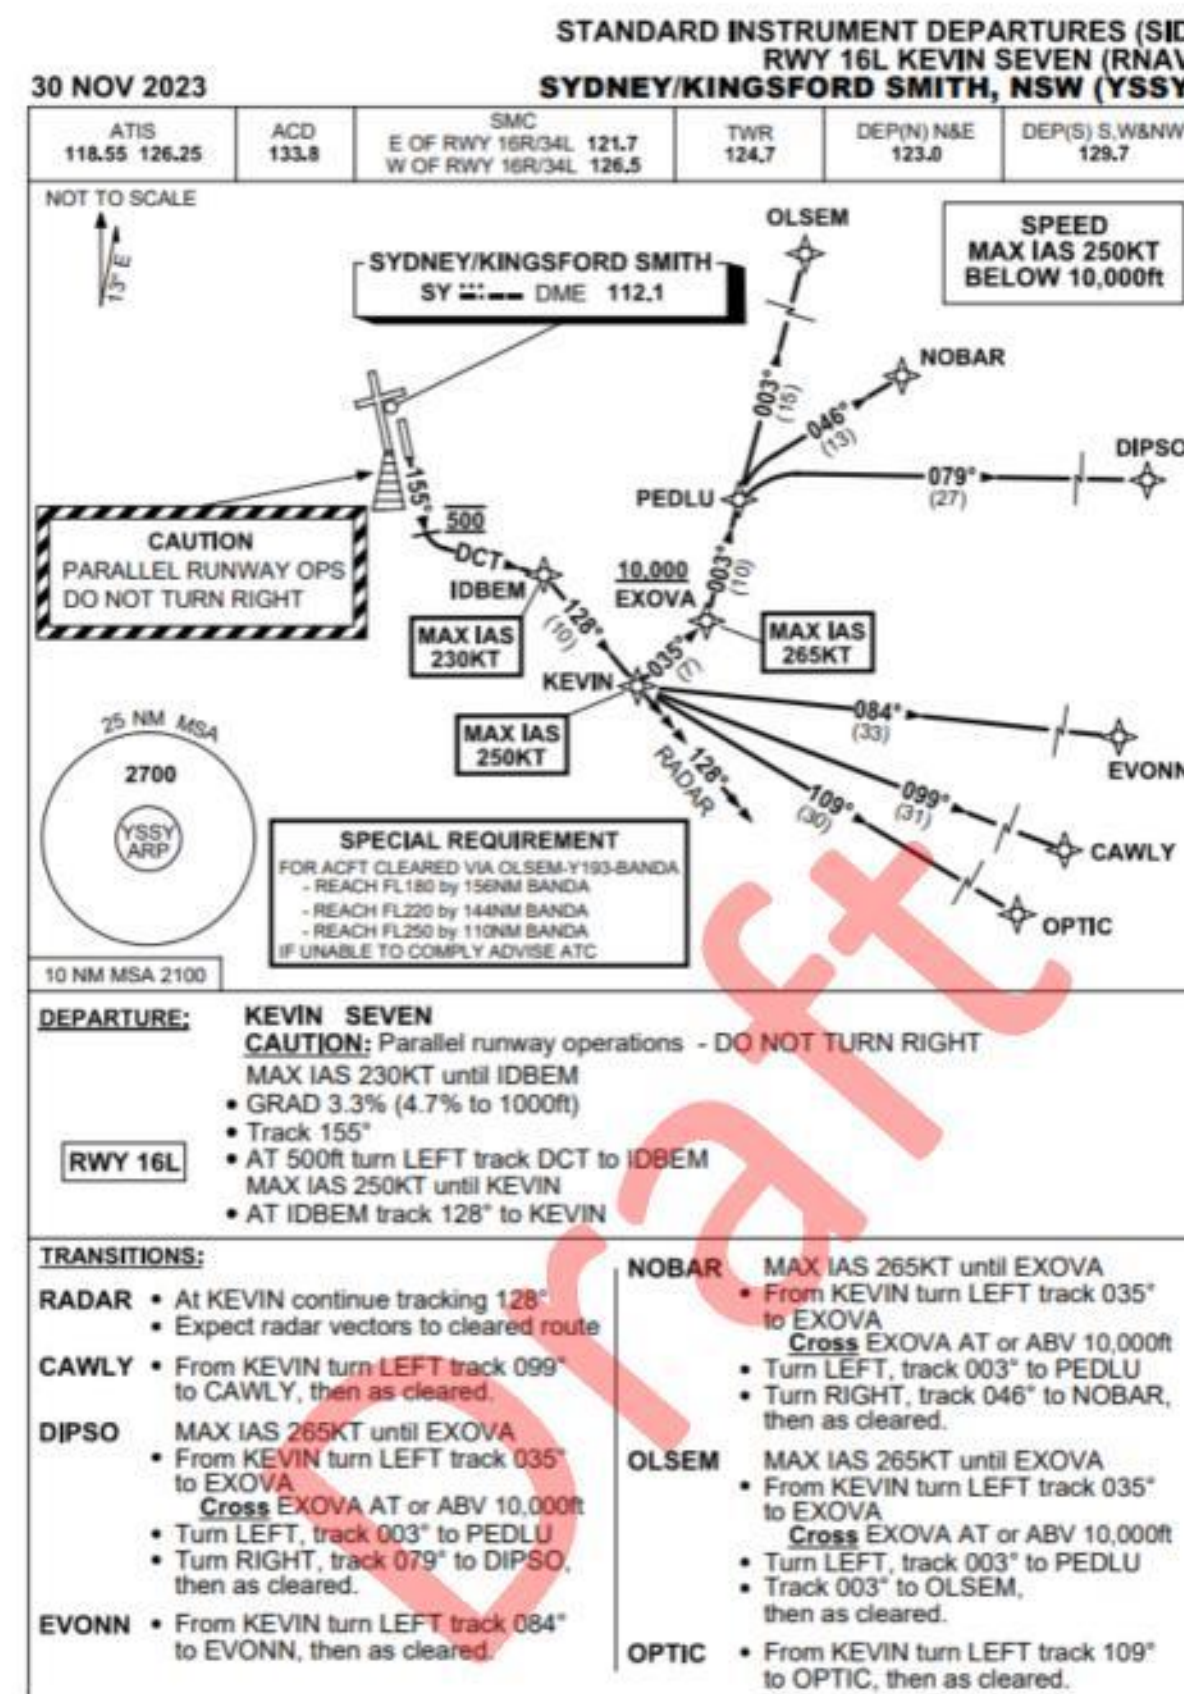 STANDARD INSTRUMENT DEPARTURES (SID
RWY 16L KEVIN SEVEN (RNAV
30 NOV 2023
SYDNEY/KINGSFORD SMITH, NSW (YSSY
ATIS
118.55 126.25
ACD
133.8
SMC
E OF RWY 16R/34L 121.7
W OF RWY 16R/34L 126.5
TWR
124.7
DEP(N) N&E
123.0
DEP(S) S,W&NW
129.7
NOT TO SCALE
13° E
SYDNEY/KINGSFORD SMITH
SY DME 112.1
OLSEM
SPEED
MAX IAS 250KT
BELOW 10,000ft
NOBAR
003°
(15)
046°
(13)
DIPSO
079°
(27)
PEDLU
155°
500
CAUTION
PARALLEL RUNWAY OPS
DO NOT TURN RIGHT
DCT
IDBEM
10,000
EXOVA
003°
(10)
MAX IAS
230KT
128°
(10)
MAX IAS
265KT
035°
(7)
KEVIN
MAX IAS
250KT
084°
(33)
EVONN
128°
RADAR
099°
(31)
109°
(30)
CAWLY
OPTIC
25 NM MSA
2700
YSSY
ARP
10 NM MSA 2100
SPECIAL REQUIREMENT
FOR ACFT CLEARED VIA OLSEM-Y193-BANDA
- REACH FL180 by 156NM BANDA
- REACH FL220 by 144NM BANDA
- REACH FL250 by 110NM BANDA
IF UNABLE TO COMPLY ADVISE ATC
Draft
DEPARTURE: KEVIN SEVEN
CAUTION: Parallel runway operations - DO NOT TURN RIGHT
MAX IAS 230KT until IDBEM
• GRAD 3.3% (4.7% to 1000ft)
• Track 155°
RWY 16L • AT 500ft turn LEFT track DCT to IDBEM
MAX IAS 250KT until KEVIN
• AT IDBEM track 128° to KEVIN
TRANSITIONS:
RADAR • At KEVIN continue tracking 128°
• Expect radar vectors to cleared route
CAWLY • From KEVIN turn LEFT track 099°
to CAWLY, then as cleared.
DIPSO MAX IAS 265KT until EXOVA
• From KEVIN turn LEFT track 035°
to EXOVA
Cross EXOVA AT or ABV 10,000ft
• Turn LEFT, track 003° to PEDLU
• Turn RIGHT, track 079° to DIPSO,
then as cleared.
EVONN • From KEVIN turn LEFT track 084°
to EVONN, then as cleared.
NOBAR MAX IAS 265KT until EXOVA
• From KEVIN turn LEFT track 035°
to EXOVA
Cross EXOVA AT or ABV 10,000ft
• Turn LEFT, track 003° to PEDLU
• Turn RIGHT, track 046° to NOBAR,
then as cleared.
OLSEM MAX IAS 265KT until EXOVA
• From KEVIN turn LEFT track 035°
to EXOVA
Cross EXOVA AT or ABV 10,000ft
• Turn LEFT, track 003° to PEDLU
• Track 003° to OLSEM,
then as cleared.
OPTIC • From KEVIN turn LEFT track 109°
to OPTIC, then as cleared.